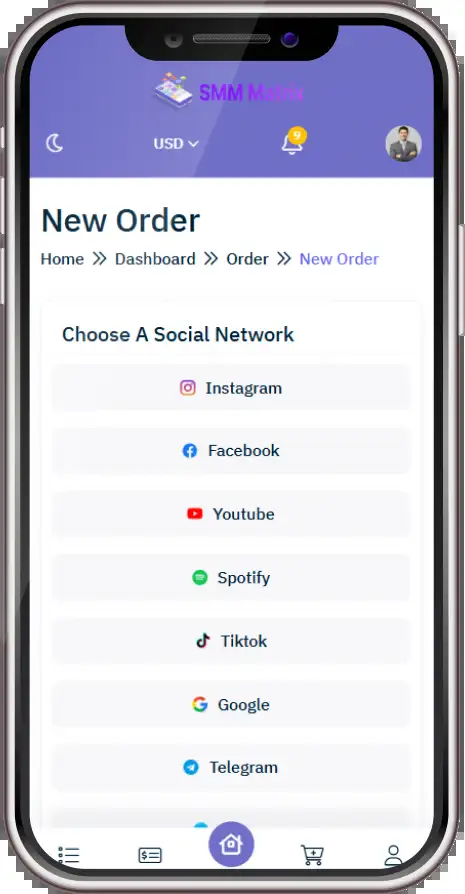 SMM Matrix
USD
9
New Order
Home >> Dashboard >> Order >> New Order
Choose A Social Network
Instagram
Facebook
Youtube
Spotify
Tiktok
Google
Telegram